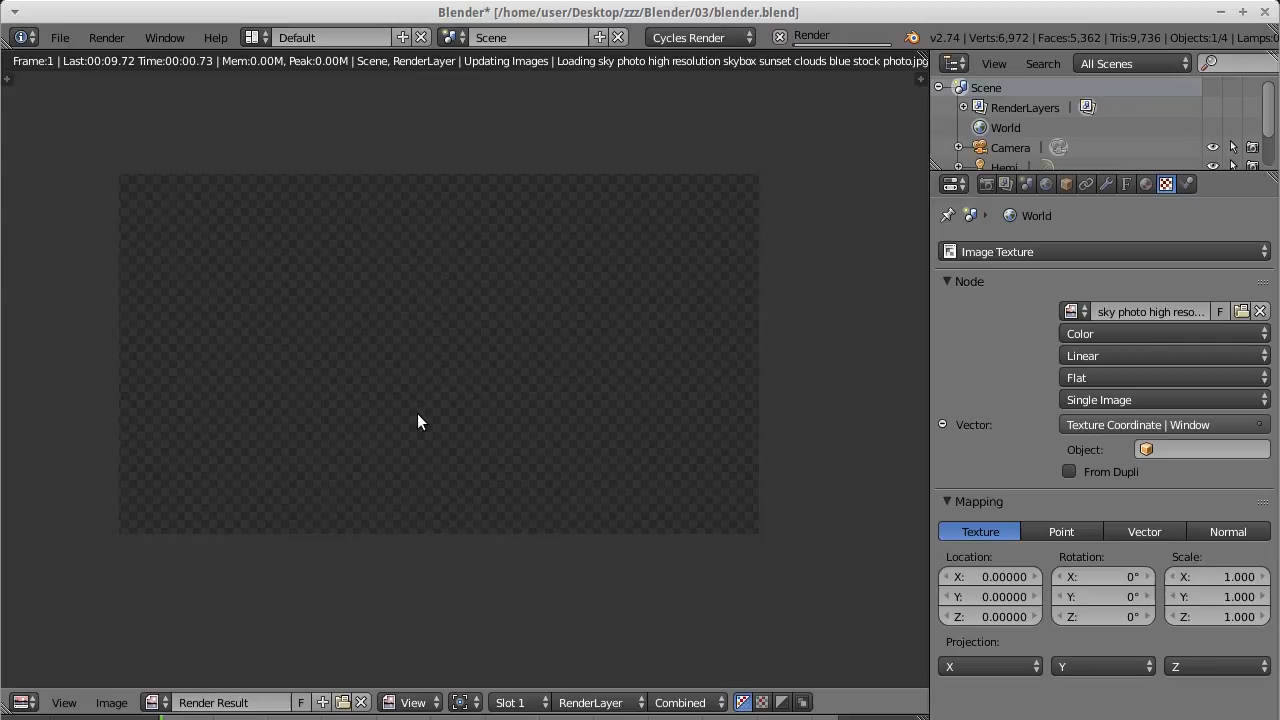 Blender* [/home/user/Desktop/zzz/Blender/03/blender.blend]
File Render Window Help Default Scene Cycles Render Render v2.74 | Verts:6,972 | Faces:5,362 | Tris:9,736 | Objects:1/4 | Lamps:0
Frame:1 | Last:00:09.72 Time:00:00.73 | Mem:0.00M, Peak:0.00M | Scene, RenderLayer | Updating Images | Loading sky photo high resolution skybox sunset clouds blue stock photo.jpg
View Search All Scenes
Scene
RenderLayers |
World
Camera |
Hemi
World
Image Texture
Node
sky photo high reso... F
Color
Linear
Flat
Single Image
Vector: Texture Coordinate | Window
Object:
From Dupli
Mapping
Texture Point Vector Normal
Location: Rotation: Scale:
X: 0.00000 X: 0° X: 1.000
Y: 0.00000 Y: 0° Y: 1.000
Z: 0.00000 Z: 0° Z: 1.000
Projection:
X Y Z
View Image Render Result F View Slot 1 RenderLayer Combined